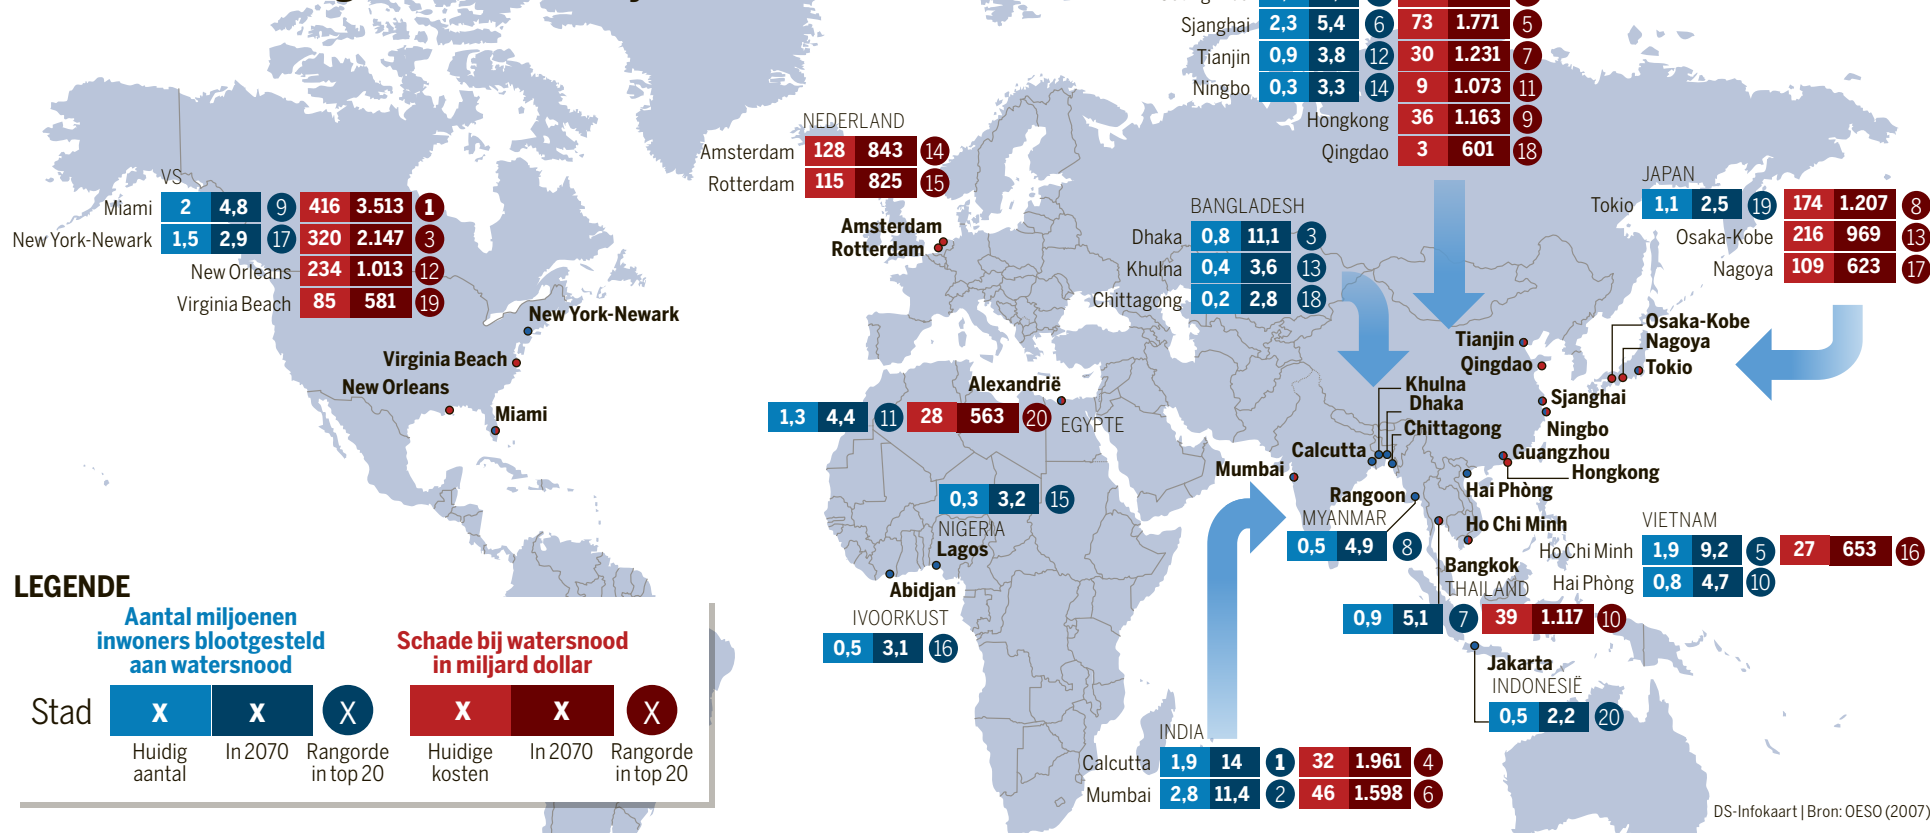 Sjanghai 2,3 5,4 6 73 1.771 5
Tianjin 0,9 3,8 12 30 1.231 7
Ningbo 0,3 3,3 14 9 1.073 11
Hongkong 36 1.163 9
Qingdao 3 601 18
NEDERLAND
Amsterdam 128 843 14
Rotterdam 115 825 15
VS
Miami 2 4,8 9 416 3.513 1
New York-Newark 1,5 2,9 17 320 2.147 3
New Orleans 234 1.013 12
Virginia Beach 85 581 19
JAPAN
Tokio 1,1 2,5 19 174 1.207 8
Osaka-Kobe 216 969 13
Nagoya 109 623 17
BANGLADESH
Dhaka 0,8 11,1 3
Khulna 0,4 3,6 13
Chittagong 0,2 2,8 18
Amsterdam
Rotterdam
New York-Newark
Virginia Beach
New Orleans
Miami
Osaka-Kobe
Nagoya
Tokio
Tianjin
Qingdao
Sjanghai
Ningbo
Guangzhou
Hongkong
Khulna
Dhaka
Chittagong
Calcutta
Mumbai
Alexandrië
1,3 4,4 11 28 563 20 EGYPTE
0,3 3,2 15
NIGERIA
Lagos
Abidjan
IVOORKUST
0,5 3,1 16
Rangoon
MYANMAR
0,5 4,9 8
Hai Phòng
Ho Chi Minh
VIETNAM
Ho Chi Minh 1,9 9,2 5 27 653 16
Hai Phòng 0,8 4,7 10
Bangkok
THAILAND
0,9 5,1 7 39 1.117 10
Jakarta
INDONESIË
0,5 2,2 20
INDIA
Calcutta 1,9 14 1 32 1.961 4
Mumbai 2,8 11,4 2 46 1.598 6
LEGENDE
Aantal miljoenen
inwoners blootgesteld
aan watersnood
Schade bij watersnood
in miljard dollar
Stad X X X X X X
Huidig
aantal
In 2070
Rangorde
in top 20
Huidige
kosten
In 2070
Rangorde
in top 20
DS-Infokaart | Bron: OESO (2007)